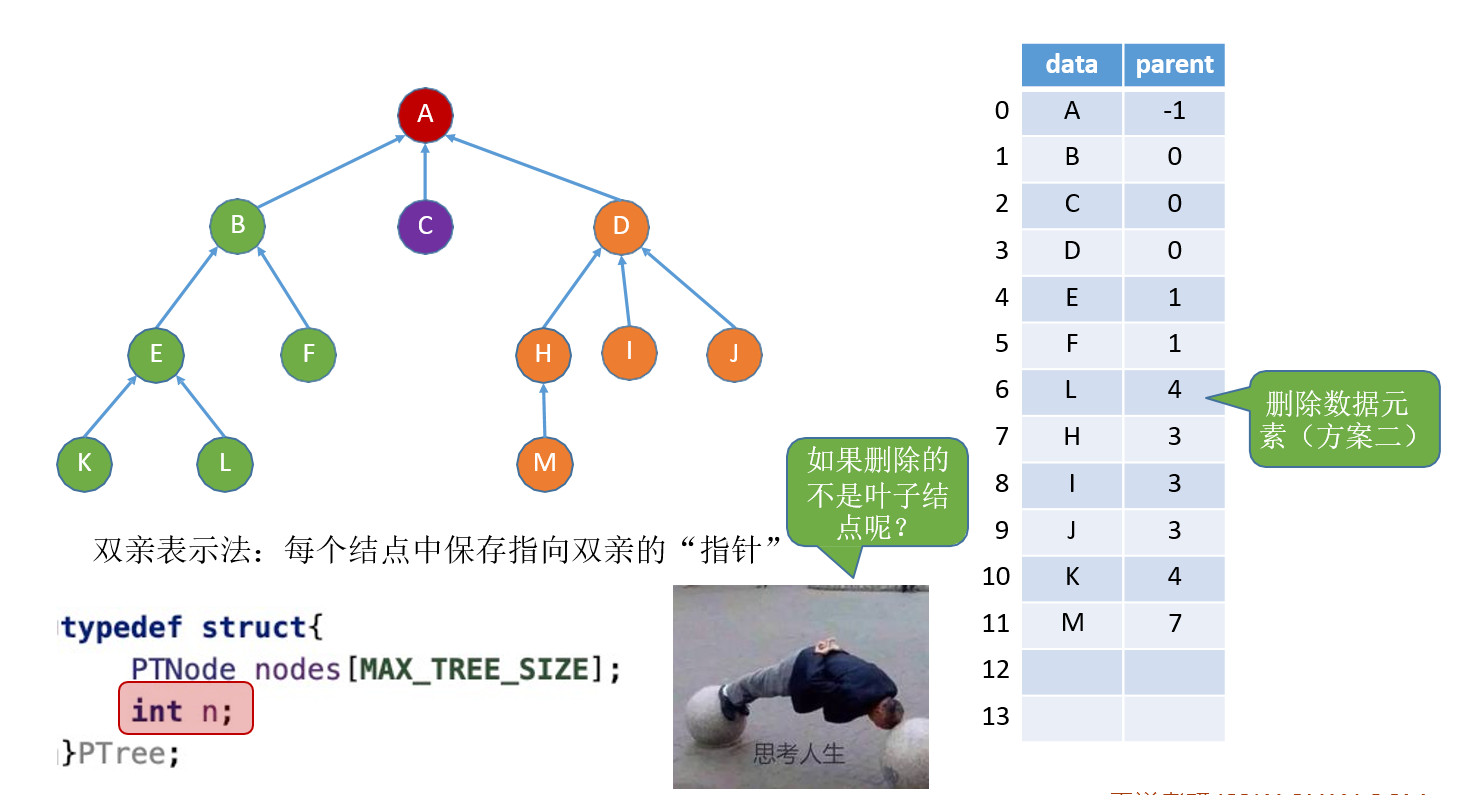 data parent
0 A -1
1 B 0
2 C 0
3 D 0
4 E 1
5 F 1
6 L 4
7 H 3
8 I 3
9 J 3
10 K 4
11 M 7
12
13
A
B C D
E F H I J
K L M
删除数据元
素（方案二）
如果删除的
不是叶子结
点呢？
双亲表示法：每个结点中保存指向双亲的“指针”
typedef struct{
PTNode nodes[MAX_TREE_SIZE];
int n;
}PTree;
思考人生